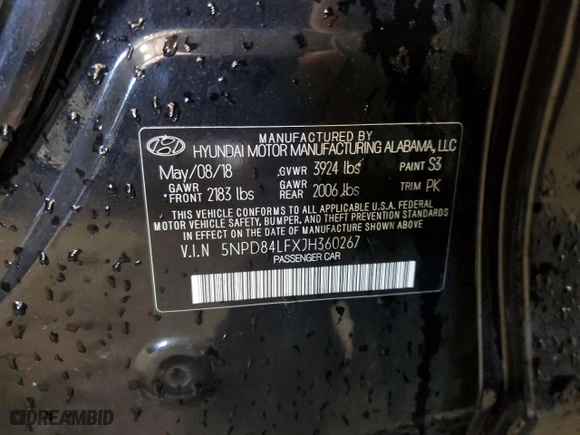 MANUFACTURED BY
HYUNDAI MOTOR MANUFACTURING ALABAMA, LLC
May/08/18 GVWR 3924 lbs PAINT S3
GAWR FRONT 2183 lbs GAWR REAR 2006 lbs TRIM PK
THIS VEHICLE CONFORMS TO ALL APPLICABLE U.S.A. FEDERAL
MOTOR VEHICLE SAFETY, BUMPER, AND THEFT PREVENTION STANDARDS
IN EFFECT ON THE DATE OF MANUFACTURE SHOWN ABOVE.
V.I.N 5NPD84LFXJH360267
PASSENGER CAR
DREAMBID